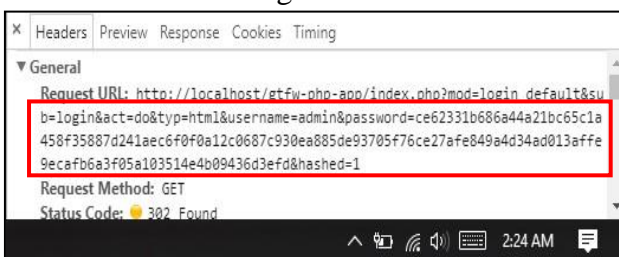 × Headers Preview Response Cookies Timing
▼ General
Request URL: http://localhost/gtfw-php-app/index.php?mod=login_default&su
b=login&act=do&typ=html&username=admin&password=ce62331b686a44a21bc65c1a
458f35887d241aec6f0f0a12c0687c930ea885de93705f76ce27afe849a4d34ad013affe
9ecafb6a3f05a103514e4b09436d3efd&hashed=1
Request Method: GET
Status Code: 302 Found
2:24 AM